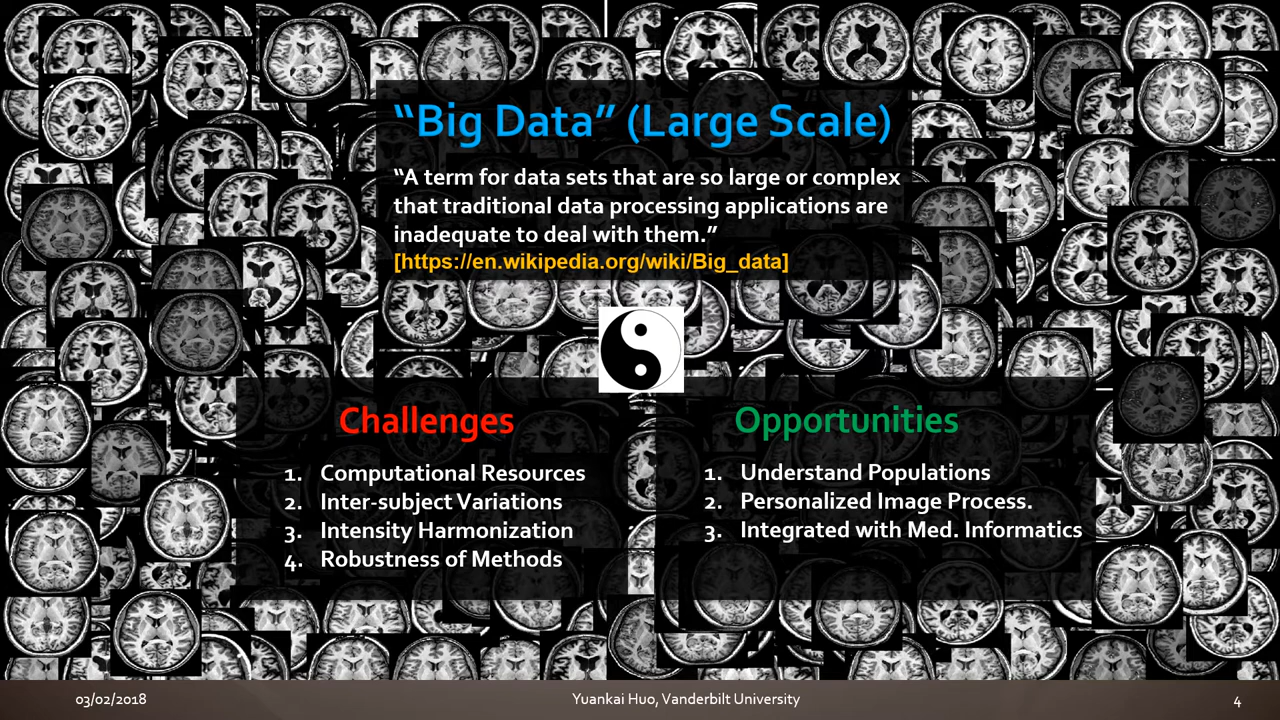 “Big Data” (Large Scale)
“A term for data sets that are so large or complex
that traditional data processing applications are
inadequate to deal with them.”
[https://en.wikipedia.org/wiki/Big_data]
Challenges
1. Computational Resources
2. Inter-subject Variations
3. Intensity Harmonization
4. Robustness of Methods
Opportunities
1. Understand Populations
2. Personalized Image Process.
3. Integrated with Med. Informatics
03/02/2018
Yuankai Huo, Vanderbilt University
4